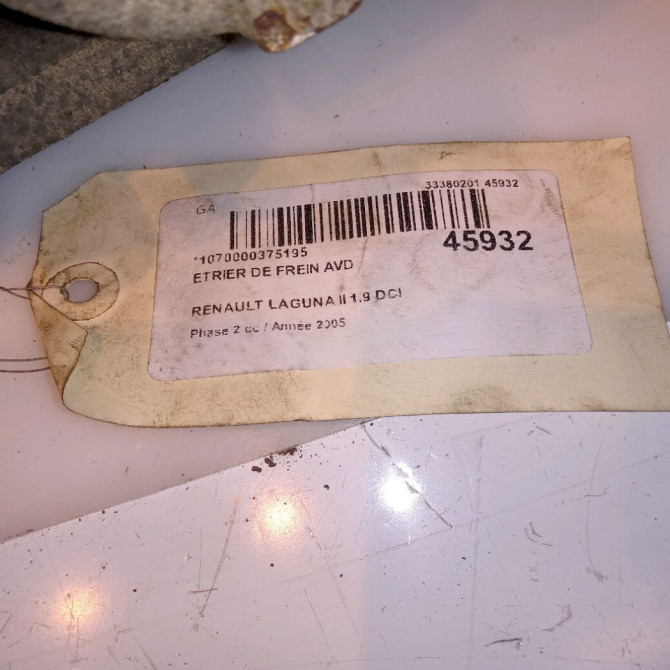 GA 33380201 45932
*1070000375195 45932
ETRIER DE FREIN AVD
RENAULT LAGUNA II 1.9 DCI
Phase 2 / Année 2005